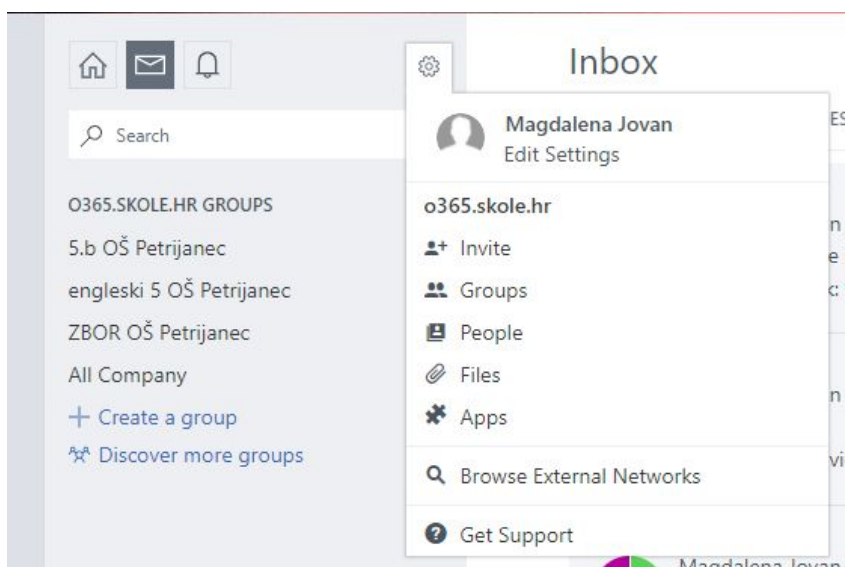 Inbox
Search
O365.SKOLE.HR GROUPS
5.b OŠ Petrijanec
engleski 5 OŠ Petrijanec
ZBOR OŠ Petrijanec
All Company
Create a group
Discover more groups
Magdalena Jovan
Edit Settings
o365.skole.hr
Invite
Groups
People
Files
Apps
Browse External Networks
Get Support
Magdalena Jovan